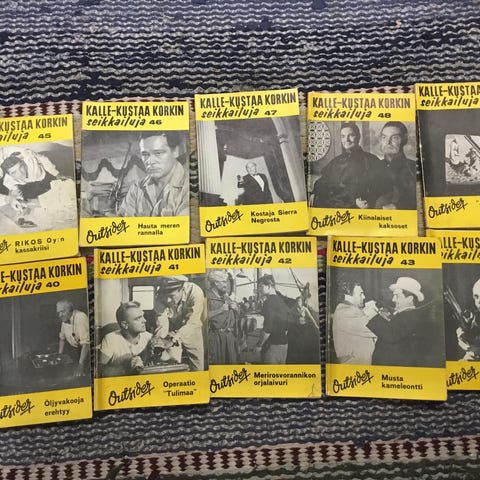 KALLE-KUSTAA KORKIN
seikkailuja 45
RIKOS Oy:n
kassakriisi
KALLE-KUSTAA KORKIN
seikkailuja 46
Outsider
Hauta meren
rannalla
KALLE-KUSTAA KORKIN
seikkailuja 47
Outsider
Kostaja Sierra
Negrosta
KALLE-KUSTAA KORKIN
seikkailuja 48
Outsider
Kiinalaiset
kaksoset
KALLE-KUSTAA
seikkailuja
Outsider
KALLE-KUSTAA KORKIN
seikkailuja 40
Outsider
Öljyvakooja
erehtyy
KALLE-KUSTAA KORKIN
seikkailuja 41
Outsider
Operaatio
"Tulimaa"
KALLE-KUSTAA KORKIN
seikkailuja 42
Outsider
Merirosvorannikon
orjalaivuri
KALLE-KUSTAA KORKIN
seikkailuja 43
Outsider
Musta
kameleontti
Outsider